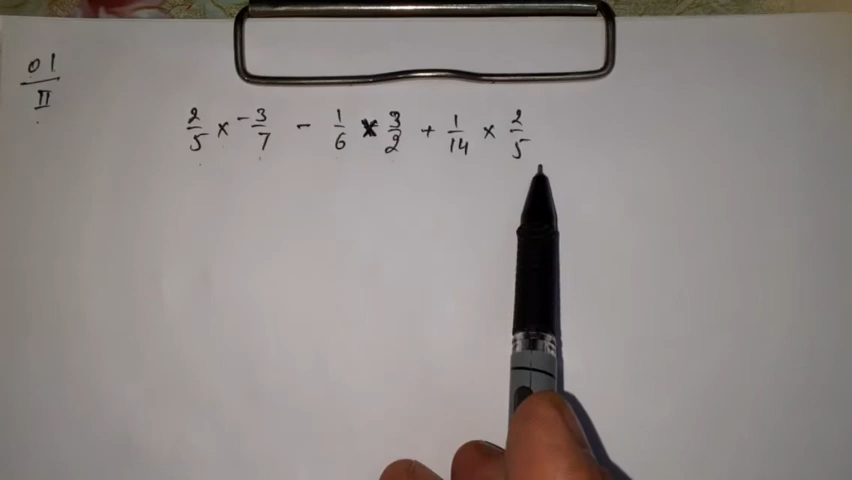 01
II
2/5 × -3/7 - 1/6 × 3/2 + 1/14 × 2/5